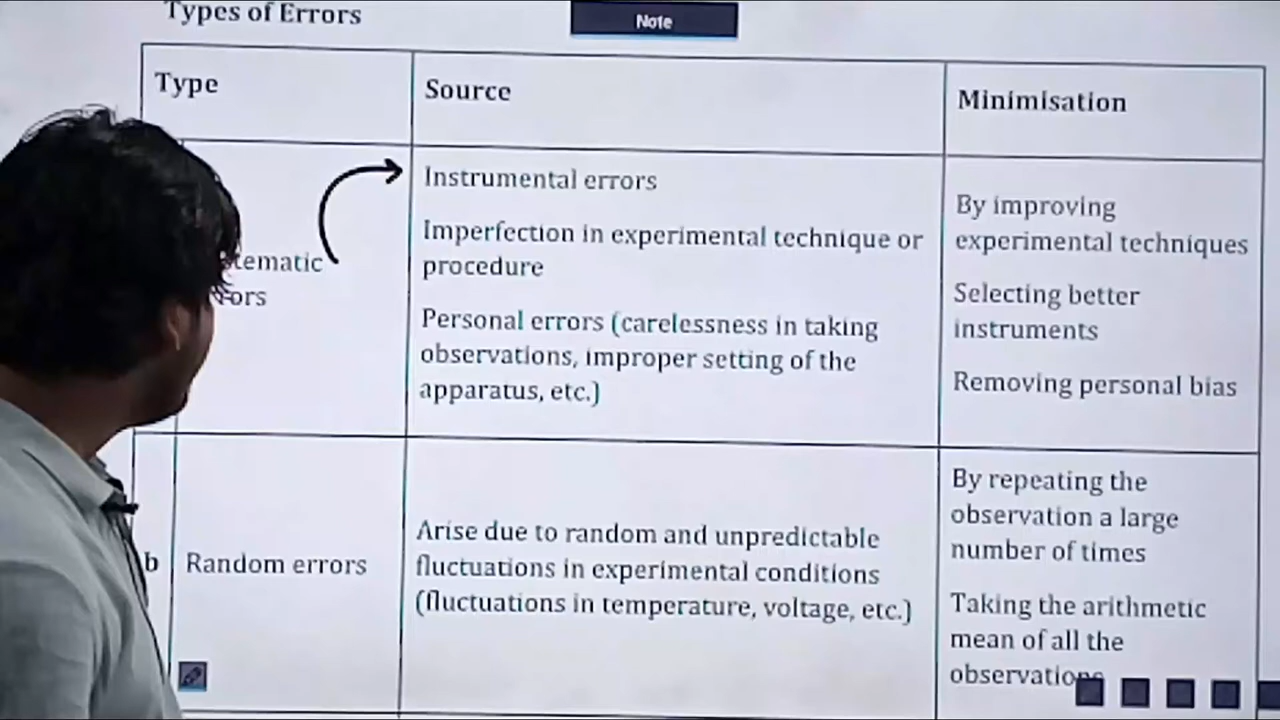 Types of Errors
Note
Type
Source
Minimisation
tematic
ors
Instrumental errors
Imperfection in experimental technique or
procedure
Personal errors (carelessness in taking
observations, improper setting of the
apparatus, etc.)
By improving
experimental techniques
Selecting better
instruments
Removing personal bias
b
Random errors
Arise due to random and unpredictable
fluctuations in experimental conditions
(fluctuations in temperature, voltage, etc.)
By repeating the
observation a large
number of times
Taking the arithmetic
mean of all the
observations